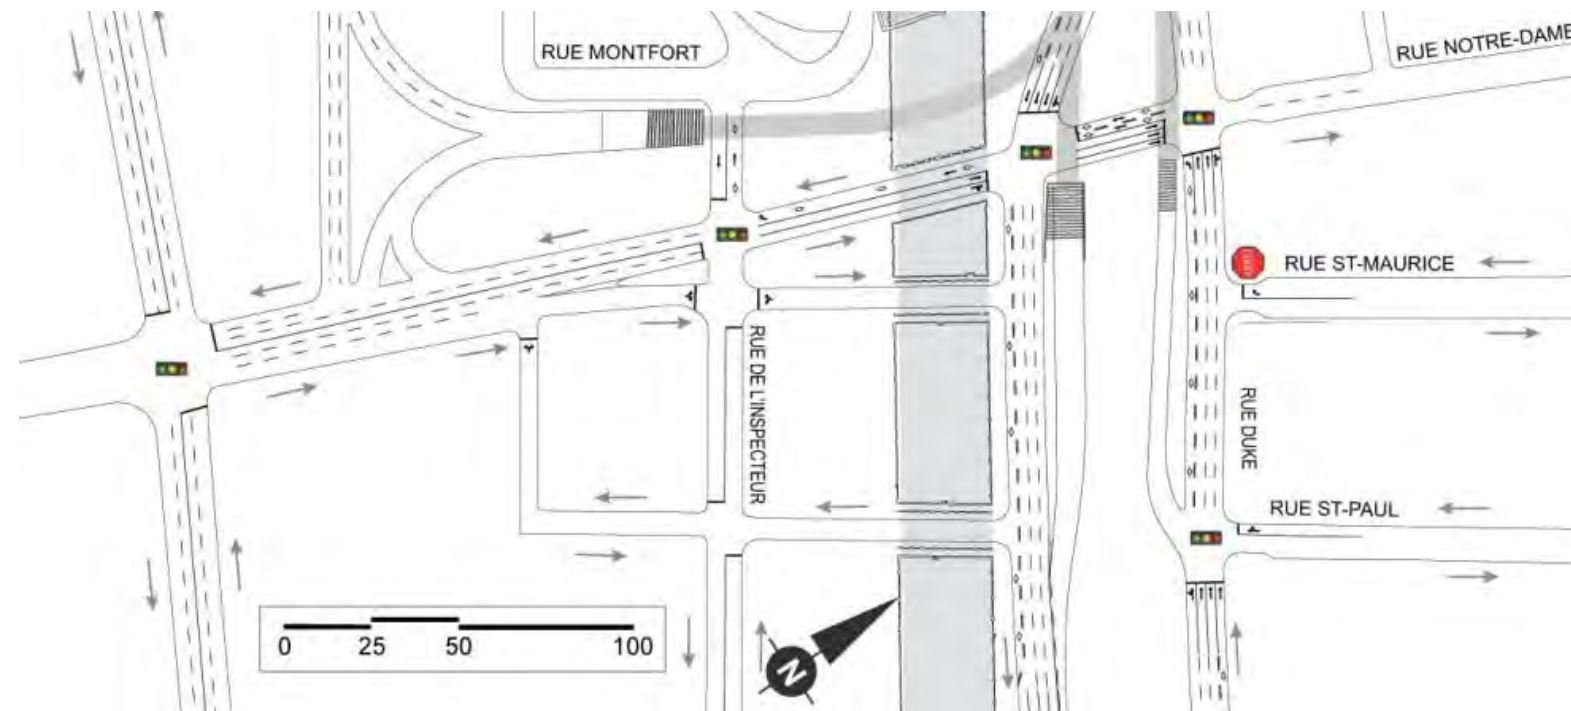 RUE MONTFORT
RUE NOTRE-DAME
RUE ST-MAURICE
RUE DE L'INSPECTEUR
RUE DUKE
RUE ST-PAUL
0 25 50 100
N